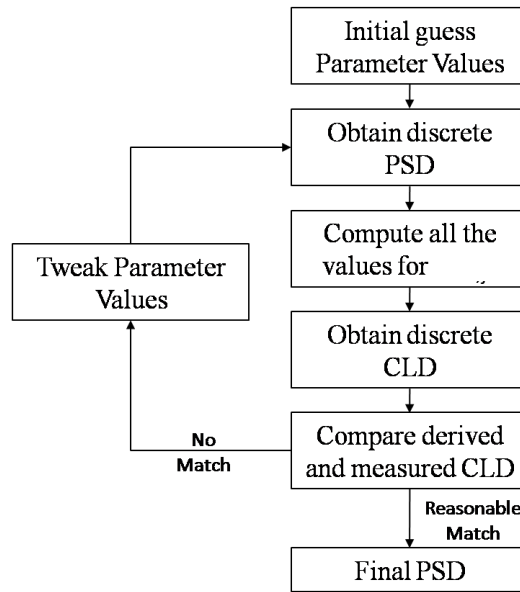 Initial guess
Parameter Values
Obtain discrete
PSD
Compute all the
values for
Tweak Parameter
Values
Obtain discrete
CLD
Compare derived
and measured CLD
No
Match
Reasonable
Match
Final PSD